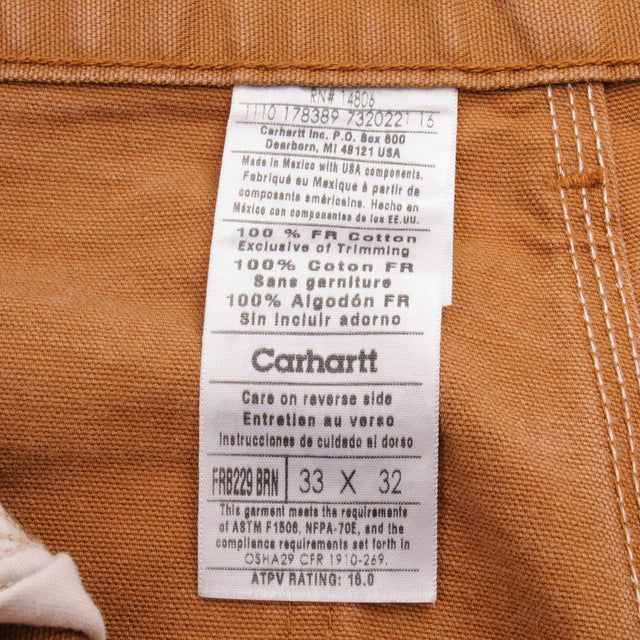 RN# 14806
1110 178389 7320221 16
Carhartt Inc. P.O. Box 600
Dearborn, MI 48121 USA
Made in Mexico with USA components.
Fabriqué au Mexique à partir de
composants américains. Hecho en
México con componentes de los EE.UU.
100 % FR Cotton
Exclusive of Trimming
100% Coton FR
Sans garniture
100% Algodón FR
Sin incluir adorno
Carhartt
Care on reverse side
Entretien au verso
Instrucciones de cuidado al dorso
FRB229 BRN 33 X 32
This garment meets the requirements
of ASTM F1506, NFPA-70E, and the
compliance requirements set forth in
OSHA29 CFR 1910-269.
ATPV RATING: 16.0